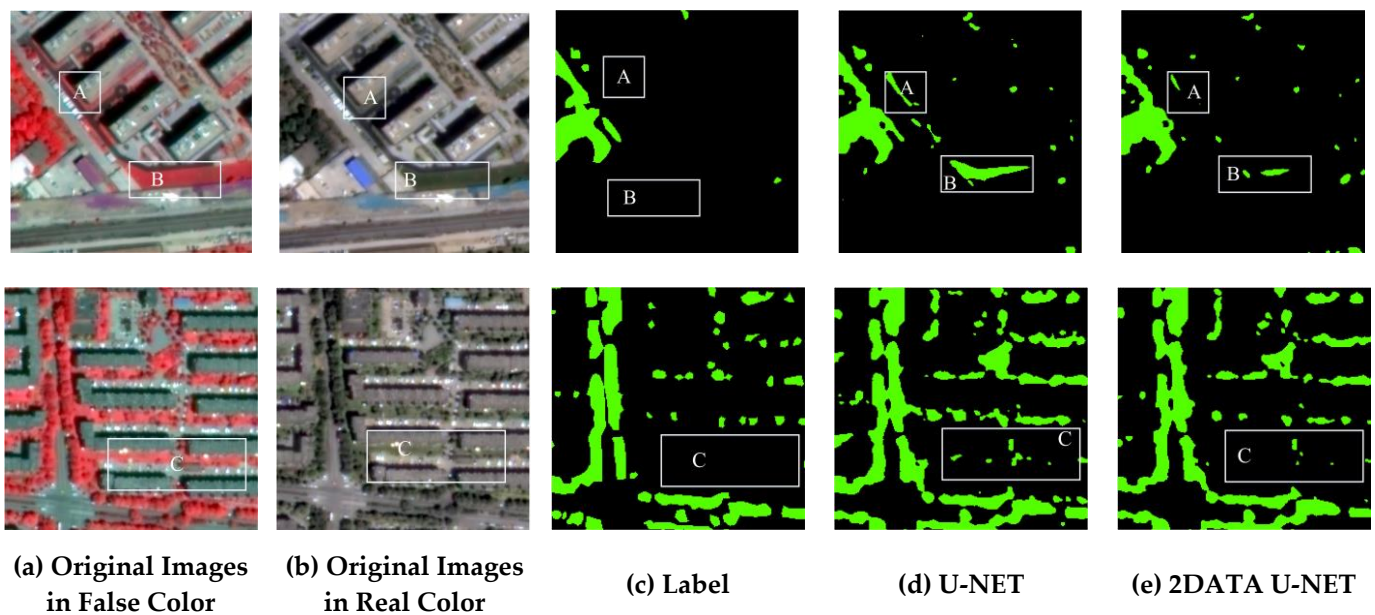 A
A
A
A
A
B
B
B
B
B
C
C
C
C
C
(a) Original Images
in False Color
(b) Original Images
in Real Color
(c) Label
(d) U-NET
(e) 2DATA U-NET